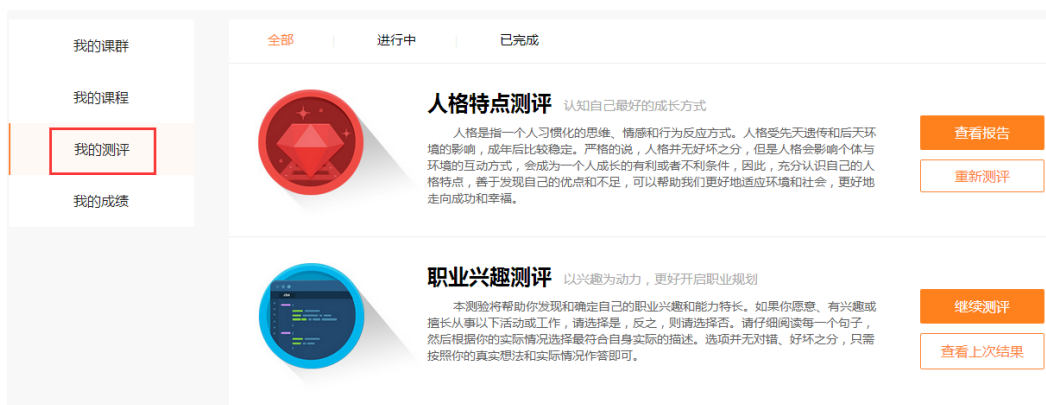 我的课群
我的课程
我的测评
我的成绩
全部
进行中
已完成
人格特点测评 认知自己最好的成长方式
人格是指一个人习惯化的思维、情感和行为反应方式。人格受先天遗传和后天环
境的影响，成年后比较稳定。严格的说，人格并无好坏之分，但是人格会影响个体与
环境的互动方式，会成为一个人成长的有利或者不利条件，因此，充分认识自己的人
格特点，善于发现自己的优点和不足，可以帮助我们更好地适应环境和社会，更好地
走向成功和幸福。
查看报告
重新测评
职业兴趣测评 以兴趣为动力，更好开启职业规划
本测验将帮助你发现和确定自己的职业兴趣和能力特长。如果你愿意、有兴趣或
擅长从事以下活动或工作，请选择是，反之，则请选择否。请仔细阅读每一个句子，
然后根据你的实际情况选择最符合自身实际的描述。选项并无对错、好坏之分，只需
按照你的真实想法和实际情况作答即可。
继续测评
查看上次结果